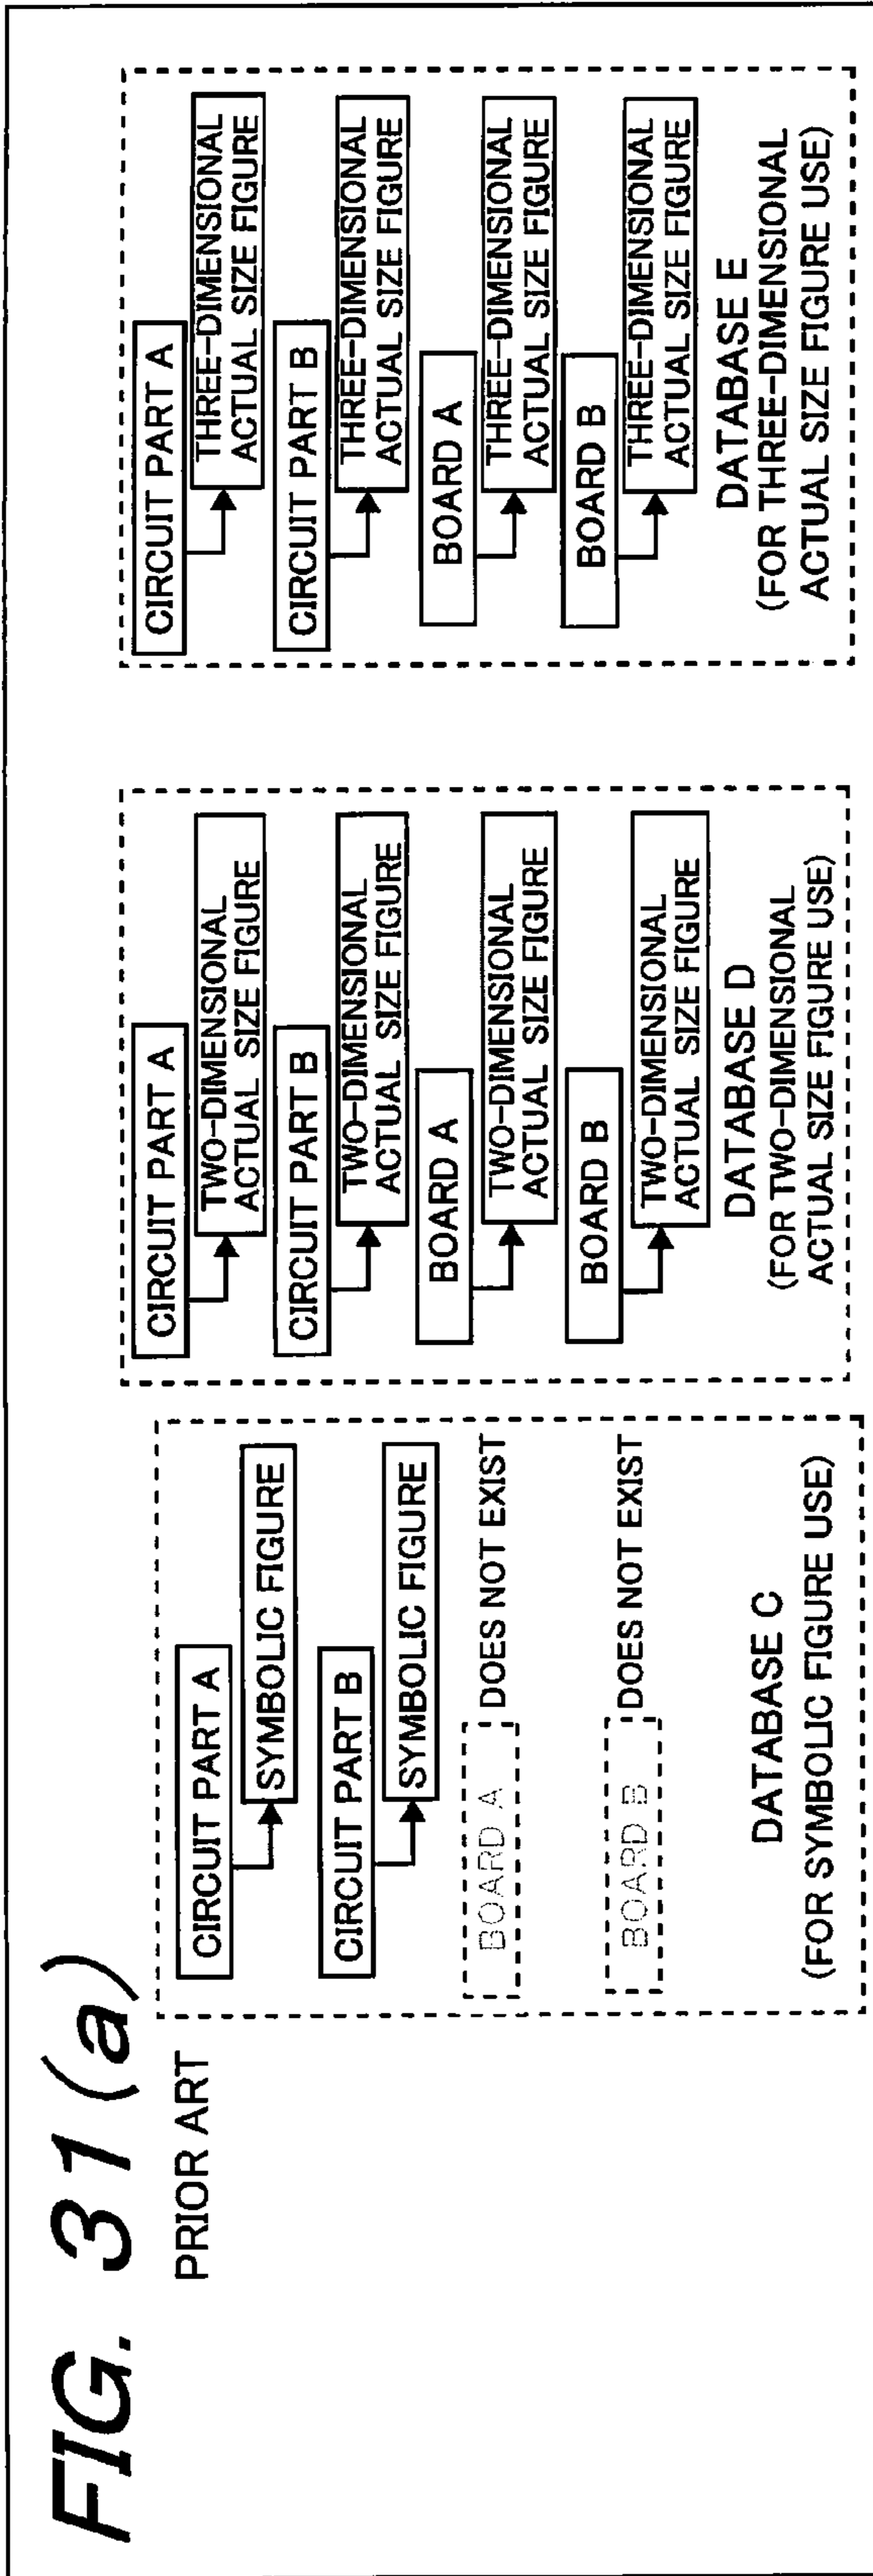 FIG. 31(a)
PRIOR ART
CIRCUIT PART A
SYMBOLIC FIGURE
CIRCUIT PART B
SYMBOLIC FIGURE
BOARD A
DOES NOT EXIST
BOARD B
DOES NOT EXIST
DATABASE C
(FOR SYMBOLIC FIGURE USE)
CIRCUIT PART A
TWO-DIMENSIONAL
ACTUAL SIZE FIGURE
CIRCUIT PART B
TWO-DIMENSIONAL
ACTUAL SIZE FIGURE
BOARD A
TWO-DIMENSIONAL
ACTUAL SIZE FIGURE
BOARD B
TWO-DIMENSIONAL
ACTUAL SIZE FIGURE
DATABASE D
(FOR TWO-DIMENSIONAL
ACTUAL SIZE FIGURE USE)
CIRCUIT PART A
THREE-DIMENSIONAL
ACTUAL SIZE FIGURE
CIRCUIT PART B
THREE-DIMENSIONAL
ACTUAL SIZE FIGURE
BOARD A
THREE-DIMENSIONAL
ACTUAL SIZE FIGURE
BOARD B
THREE-DIMENSIONAL
ACTUAL SIZE FIGURE
DATABASE E
(FOR THREE-DIMENSIONAL
ACTUAL SIZE FIGURE USE)